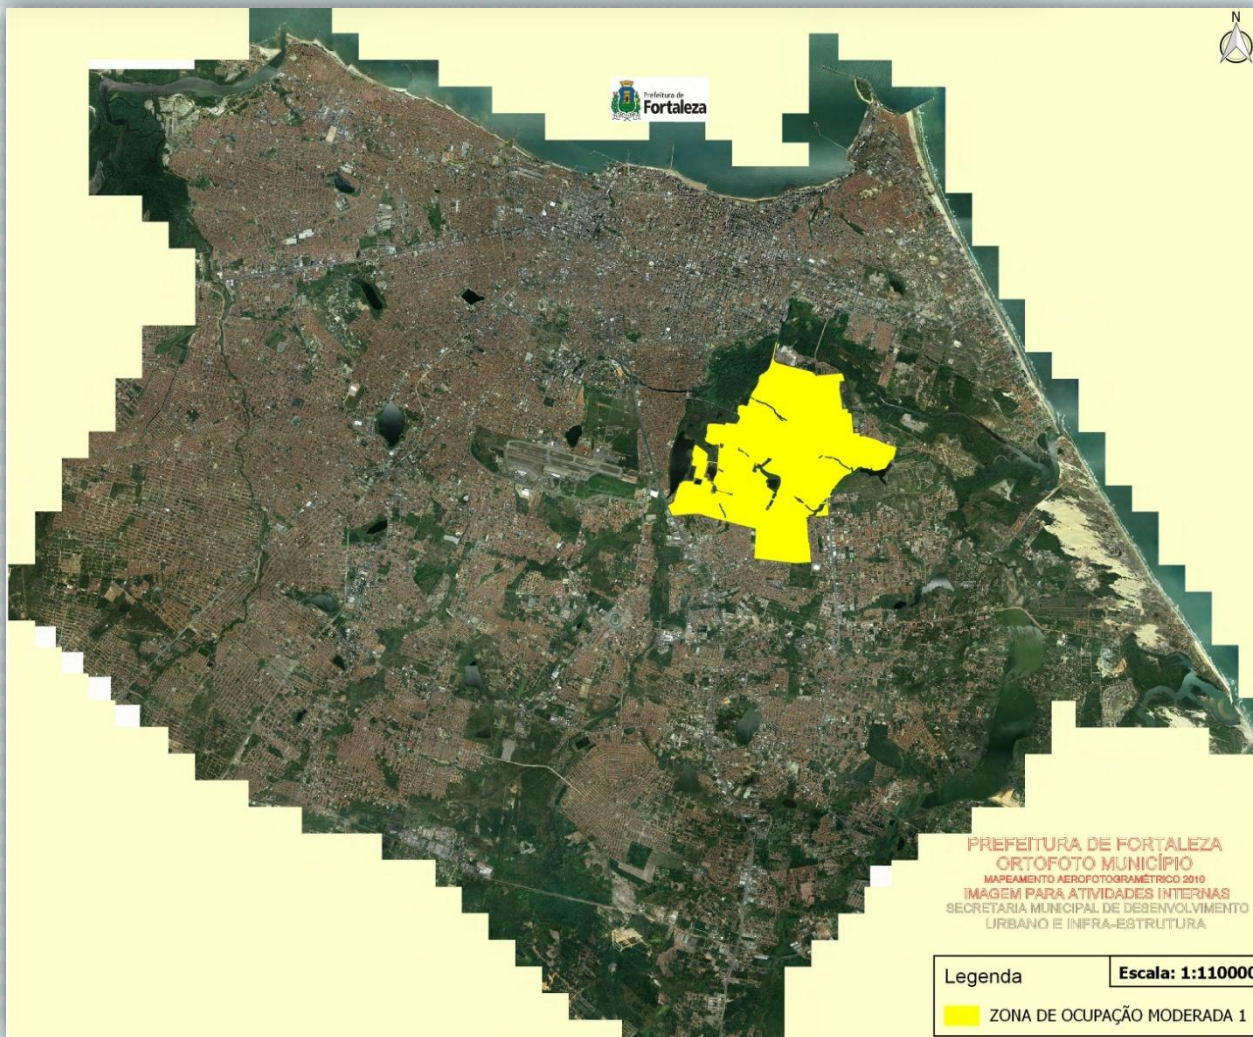 N
Prefeitura de
Fortaleza
PREFEITURA DE FORTALEZA
ORTOFOTO MUNICÍPIO
MAPEAMENTO AEROFOTOGRAMÉTRICO 2010
IMAGEM PARA ATIVIDADES INTERNAS
SECRETARIA MUNICIPAL DE DESENVOLVIMENTO
URBANO E INFRA-ESTRUTURA
Legenda
Escala: 1:110000
ZONA DE OCUPAÇÃO MODERADA 1